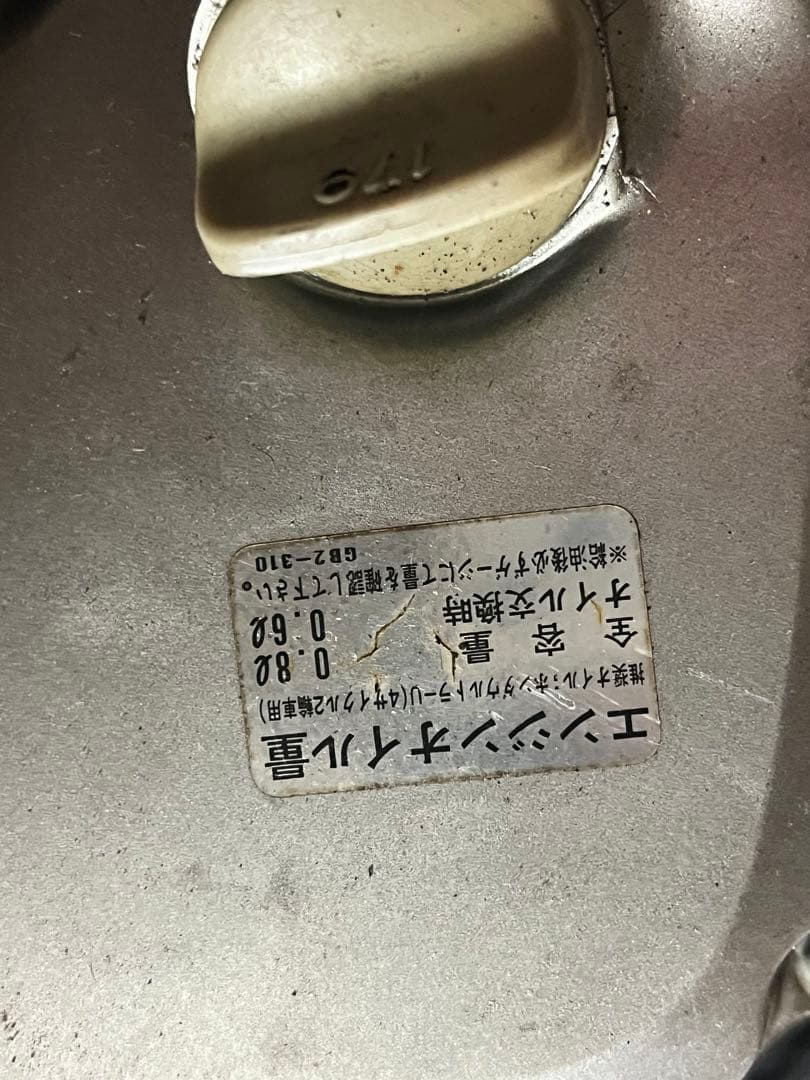 179
エンジンオイル量
推奨オイル:ホンダウルトラーU(4サイクル2輪車用)
全容量 0.8ℓ
オイル交換時 0.6ℓ
※給油後必ずゲージにて量を確認して下さい。
GB2-310